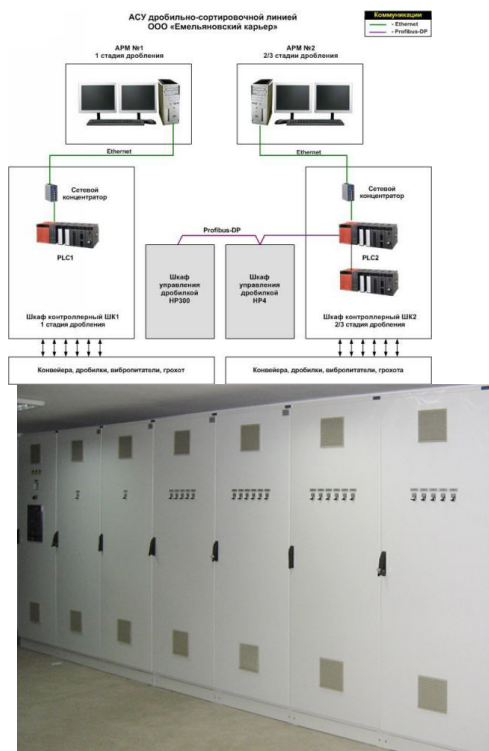 АСУ дробильно-сортировочной линией
ООО «Емельяновский карьер»
Коммуникации
- Ethernet
- Profibus-DP
АРМ №1
1 стадия дробления
АРМ №2
2/3 стадии дробления
Ethernet
Ethernet
Сетевой
концентратор
PLC1
Шкаф контроллерный ШК1
1 стадия дробления
Profibus-DP
Шкаф
управления
дробилкой
HP300
Шкаф
управления
дробилкой
HP4
Сетевой
концентратор
PLC2
Шкаф контроллерный ШК2
2/3 стадия дробления
Конвейера, дробилки, вибропитатели, грохот
Конвейера, дробилки, вибропитатели, грохота